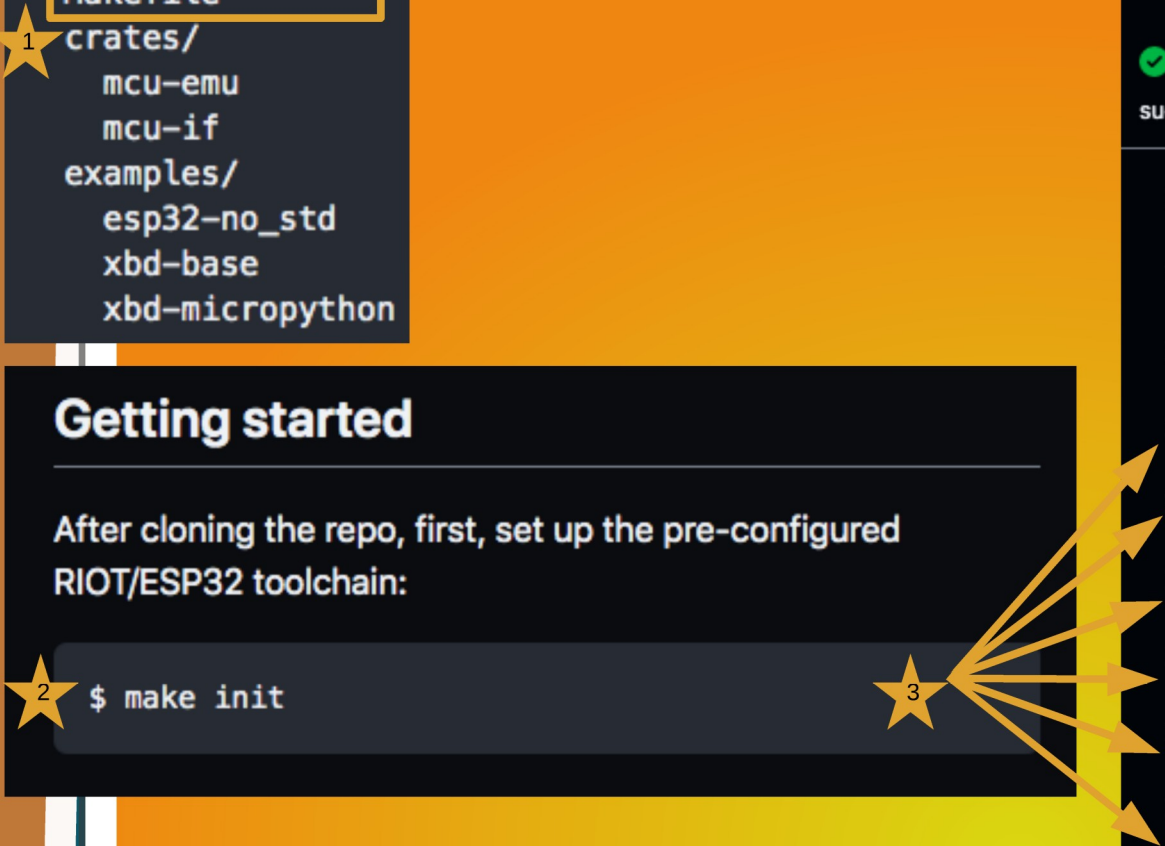 1
crates/
mcu-emu
mcu-if
examples/
esp32-no_std
xbd-base
xbd-micropython
su
Getting started
After cloning the repo, first, set up the pre-configured
RIOT/ESP32 toolchain:
2
$ make init
3